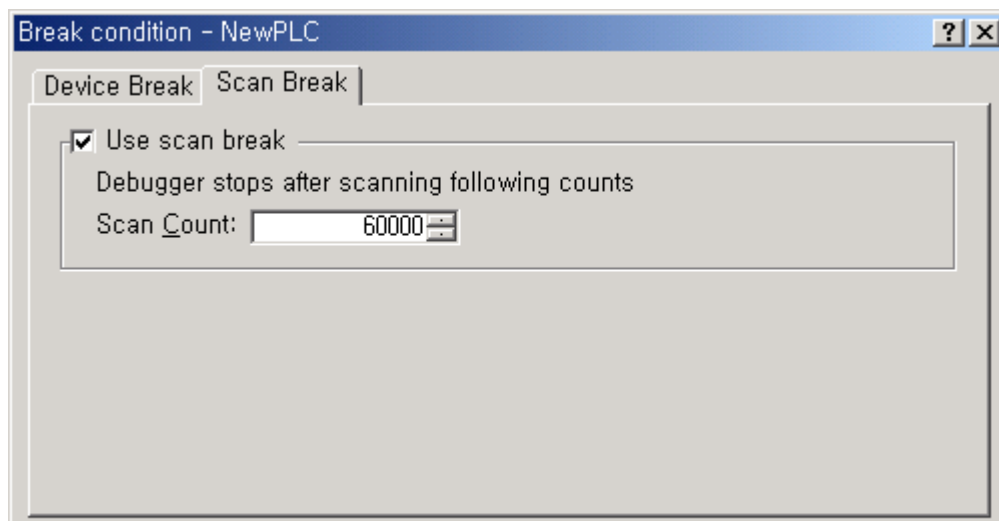 Break condition - NewPLC
Device Break Scan Break
Use scan break
Debugger stops after scanning following counts
Scan Count: 60000